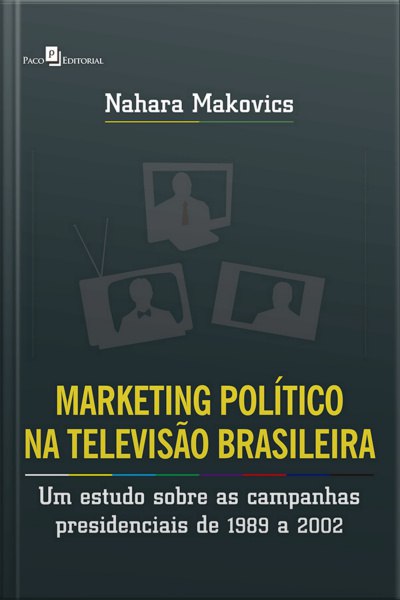 PACO EDITORIAL
Nahara Makovics
MARKETING POLÍTICO
NA TELEVISÃO BRASILEIRA
Um estudo sobre as campanhas
presidenciais de 1989 a 2002